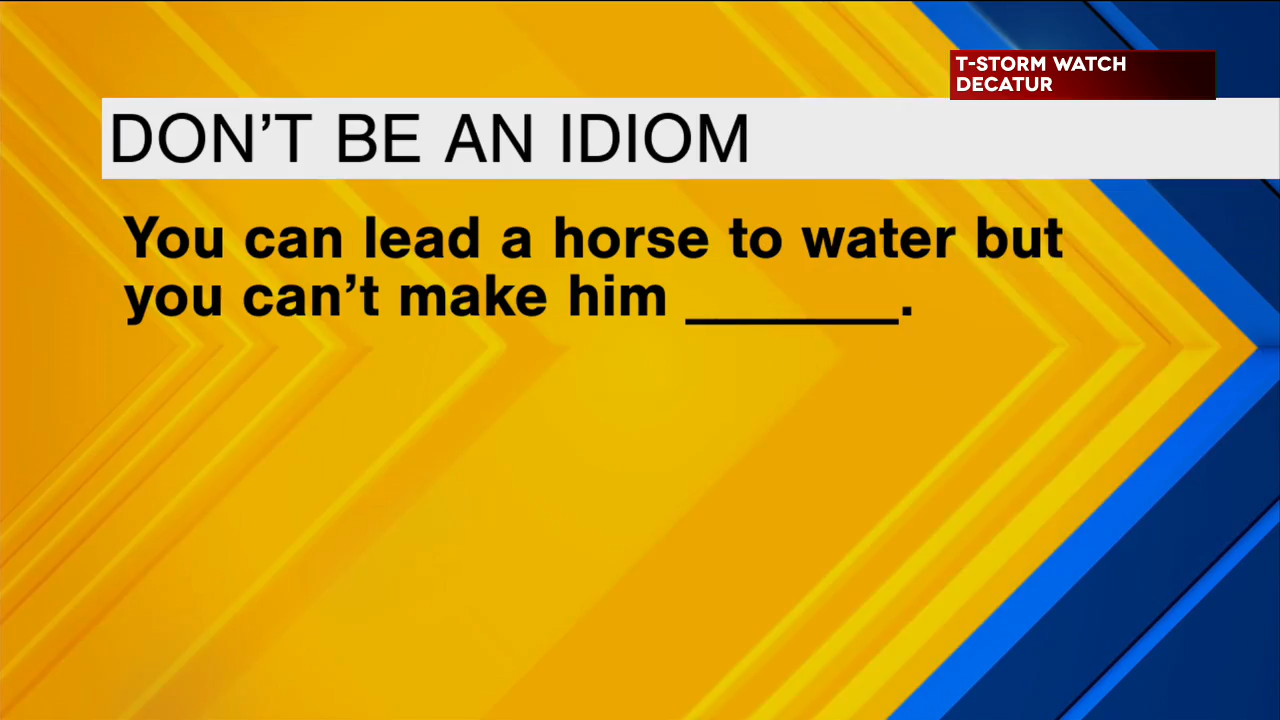 T-STORM WATCH
DECATUR
DON’T BE AN IDIOM
You can lead a horse to water but
you can’t make him _______.